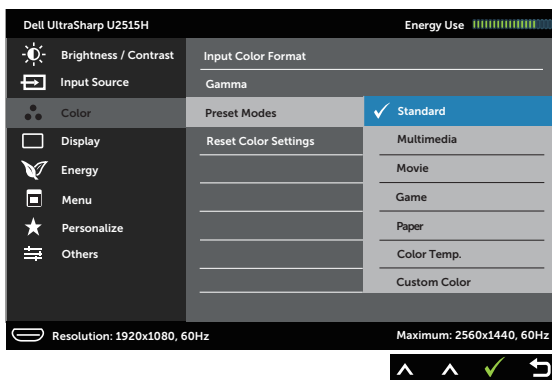 Dell UltraSharp U2515H
Energy Use
Brightness / Contrast
Input Source
Color
Display
Energy
Menu
Personalize
Others
Input Color Format
Gamma
Preset Modes
Reset Color Settings
Standard
Multimedia
Movie
Game
Paper
Color Temp.
Custom Color
Resolution: 1920x1080, 60Hz
Maximum: 2560x1440, 60Hz